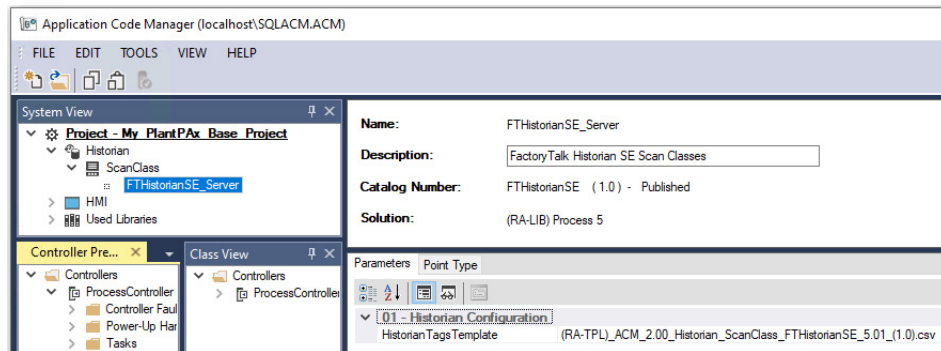 Application Code Manager (localhost\SQLACM.ACM)
FILE EDIT TOOLS VIEW HELP
System View
Project - My_PlantPAx_Base_Project
Historian
ScanClass
FTHistorianSE_Server
HMI
Used Libraries
Name: FTHistorianSE_Server
Description: FactoryTalk Historian SE Scan Classes
Catalog Number: FTHistorianSE (1.0) - Published
Solution: (RA-LIB) Process 5
Controller Pre...
Controllers
ProcessController
Controller Faul
Power-Up Har
Tasks
Class View
Controllers
ProcessController
Parameters Point Type
01 - Historian Configuration
HistorianTagsTemplate (RA-TPL)_ACM_2.00_Historian_ScanClass_FTHistorianSE_5.01_(1.0).csv